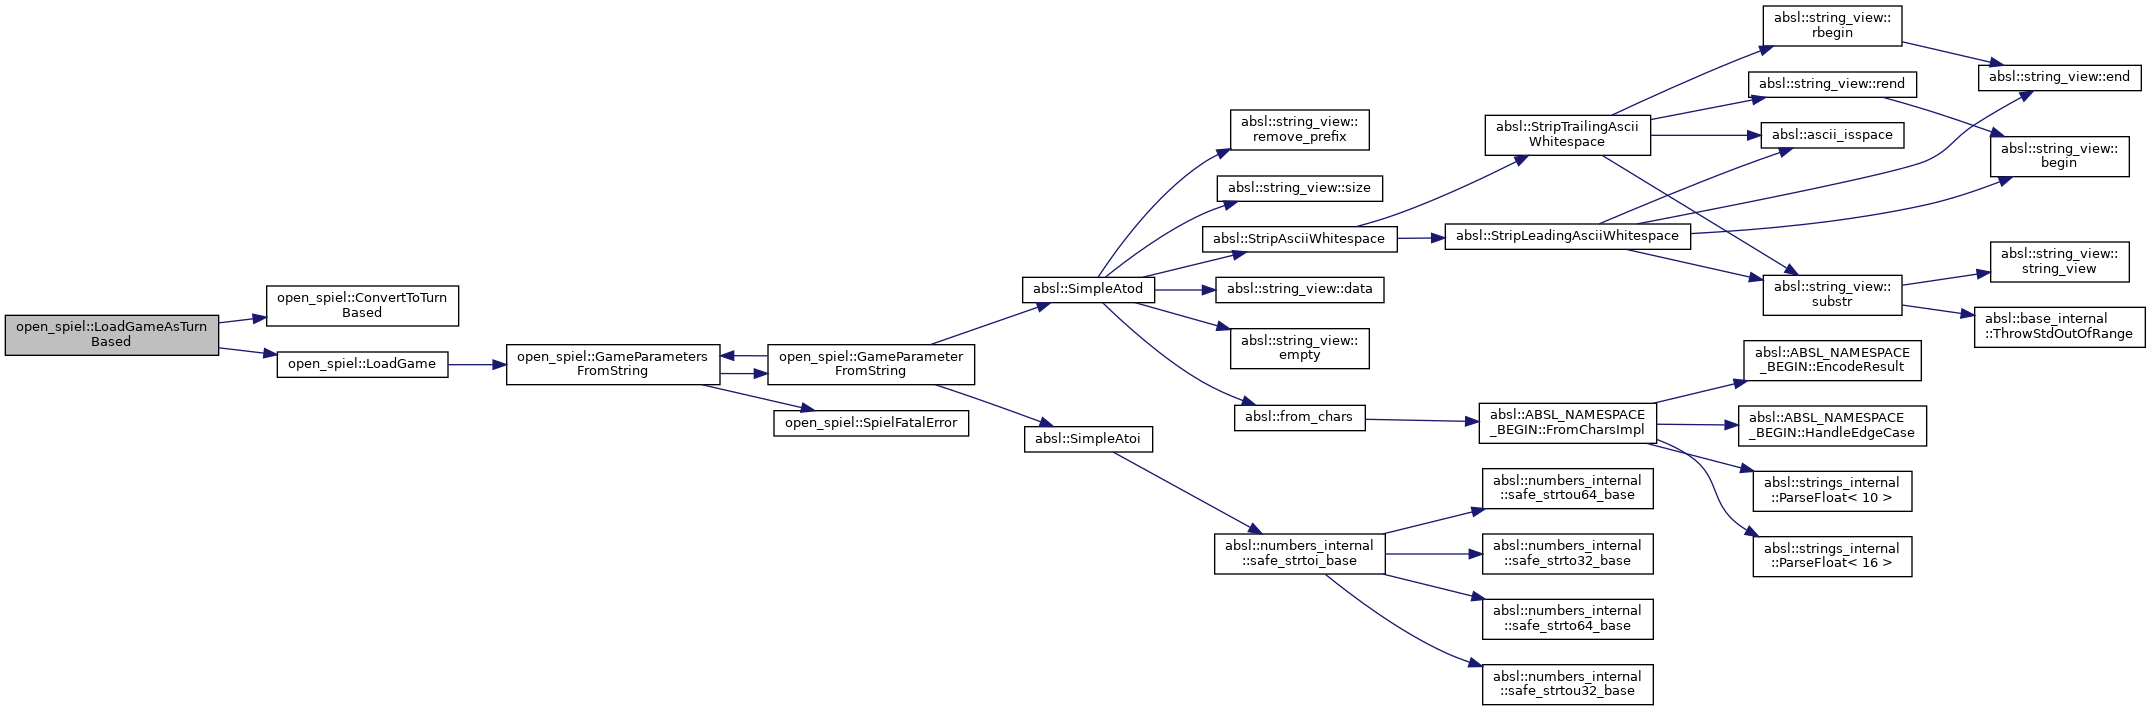 open_spiel::LoadGameAsTurn
Based
open_spiel::ConvertToTurn
Based
open_spiel::LoadGame
open_spiel::GameParameters
FromString
open_spiel::GameParameter
FromString
open_spiel::SpielFatalError
absl::SimpleAtod
absl::SimpleAtoi
absl::string_view::
remove_prefix
absl::string_view::size
absl::StripAsciiWhitespace
absl::string_view::data
absl::string_view::
empty
absl::from_chars
absl::numbers_internal
::safe_strtoi_base
absl::StripTrailingAscii
Whitespace
absl::StripLeadingAsciiWhitespace
absl::ABSL_NAMESPACE
_BEGIN::FromCharsImpl
absl::numbers_internal
::safe_strtou64_base
absl::numbers_internal
::safe_strto32_base
absl::numbers_internal
::safe_strto64_base
absl::numbers_internal
::safe_strtou32_base
absl::string_view::
rbegin
absl::string_view::rend
absl::ascii_isspace
absl::string_view::
substr
absl::ABSL_NAMESPACE
_BEGIN::EncodeResult
absl::ABSL_NAMESPACE
_BEGIN::HandleEdgeCase
absl::strings_internal
::ParseFloat< 10 >
absl::strings_internal
::ParseFloat< 16 >
absl::string_view::end
absl::string_view::
begin
absl::string_view::
string_view
absl::base_internal
::ThrowStdOutOfRange